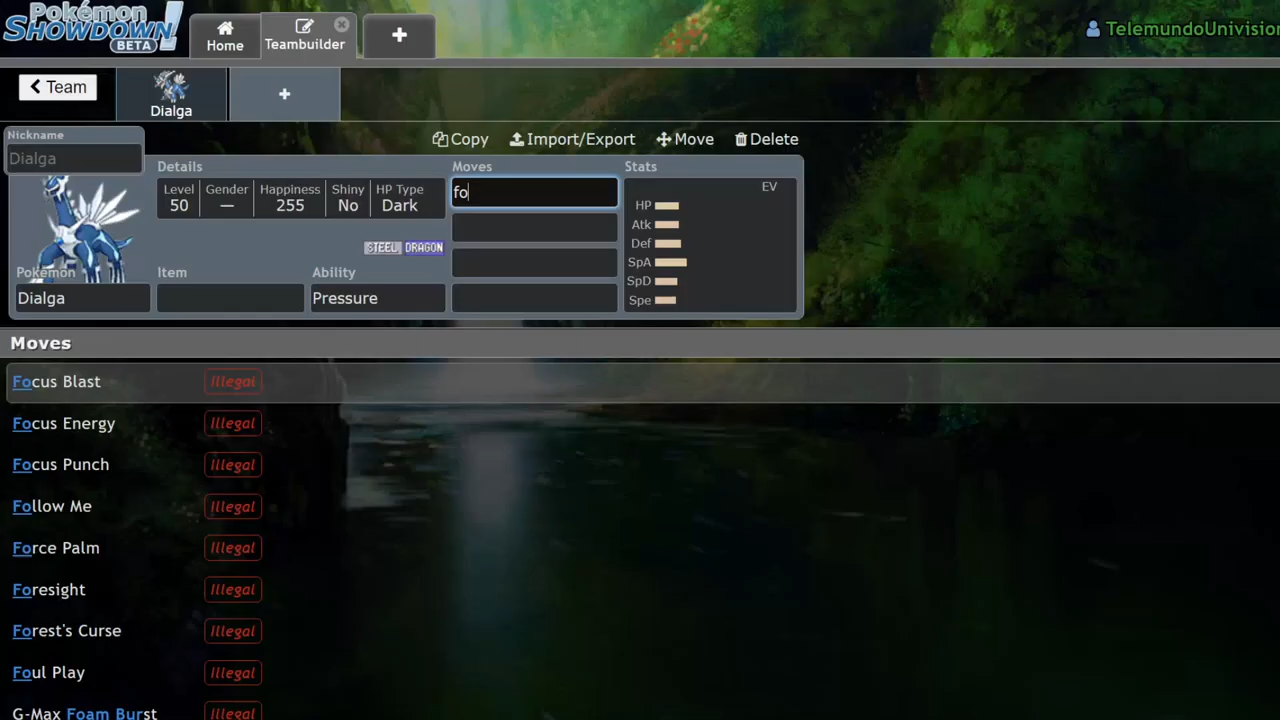 Pokémon
SHOWDOWN!
BETA
Home
Teambuilder
+
TelemundoUnivision
Team
Dialga
+
Nickname
Dialga
Copy
Import/Export
Move
Delete
Details
Moves
Stats
Level
Gender
Happiness
Shiny
HP Type
50
—
255
No
Dark
fo
EV
HP
Atk
Def
SpA
SpD
Spe
STEEL
DRAGON
Pokémon
Item
Ability
Dialga
Pressure
Moves
Focus Blast Illegal
Focus Energy Illegal
Focus Punch Illegal
Follow Me Illegal
Force Palm Illegal
Foresight Illegal
Forest's Curse Illegal
Foul Play Illegal
G-Max Foam Burst Illegal